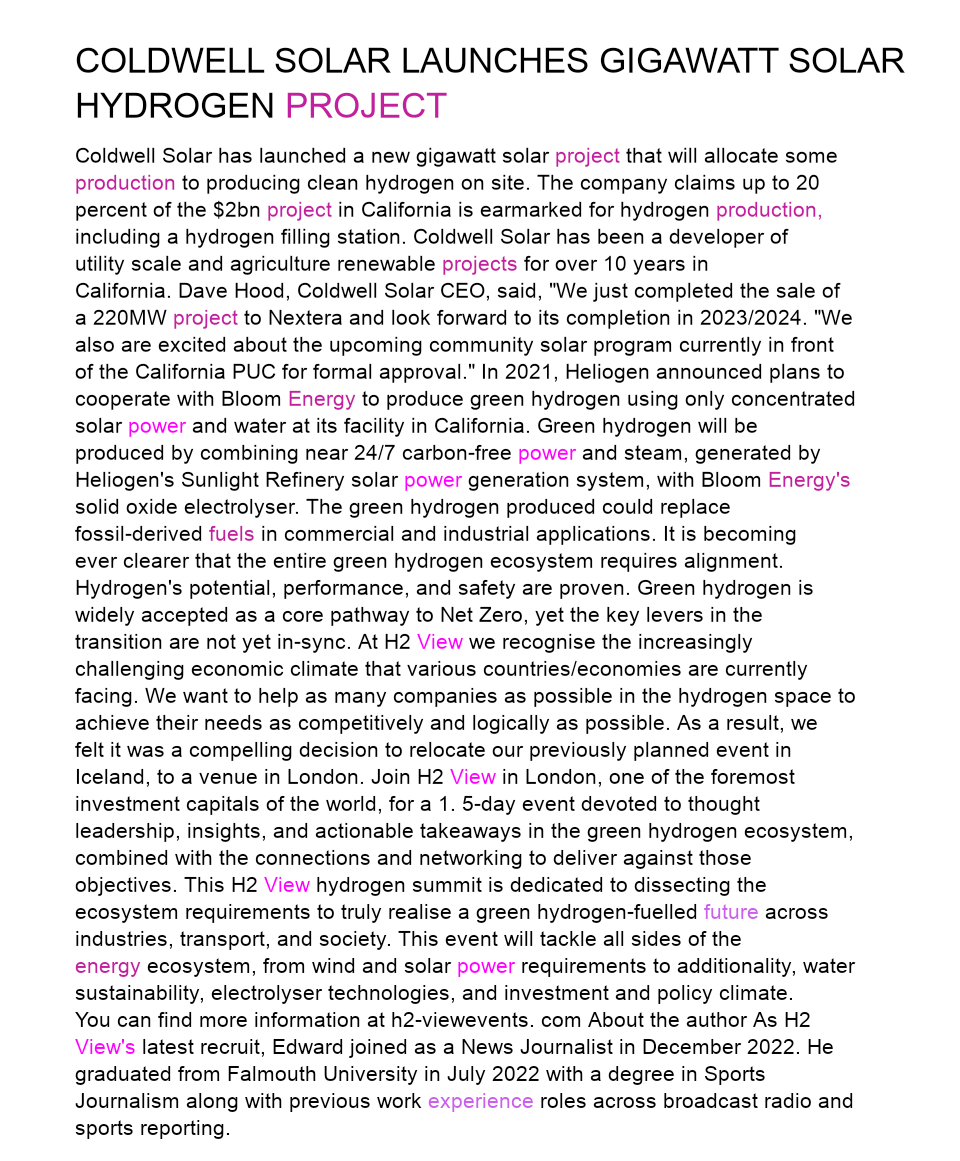 COLDWELL SOLAR LAUNCHES GIGAWATT SOLAR
HYDROGEN PROJECT
Coldwell Solar has launched a new gigawatt solar project that will allocate some
production to producing clean hydrogen on site. The company claims up to 20
percent of the $2bn project in California is earmarked for hydrogen production,
including a hydrogen filling station. Coldwell Solar has been a developer of
utility scale and agriculture renewable projects for over 10 years in
California. Dave Hood, Coldwell Solar CEO, said, "We just completed the sale of
a 220MW project to Nextera and look forward to its completion in 2023/2024. "We
also are excited about the upcoming community solar program currently in front
of the California PUC for formal approval." In 2021, Heliogen announced plans to
cooperate with Bloom Energy to produce green hydrogen using only concentrated
solar power and water at its facility in California. Green hydrogen will be
produced by combining near 24/7 carbon-free power and steam, generated by
Heliogen's Sunlight Refinery solar power generation system, with Bloom Energy's
solid oxide electrolyser. The green hydrogen produced could replace
fossil-derived fuels in commercial and industrial applications. It is becoming
ever clearer that the entire green hydrogen ecosystem requires alignment.
Hydrogen's potential, performance, and safety are proven. Green hydrogen is
widely accepted as a core pathway to Net Zero, yet the key levers in the
transition are not yet in-sync. At H2 View we recognise the increasingly
challenging economic climate that various countries/economies are currently
facing. We want to help as many companies as possible in the hydrogen space to
achieve their needs as competitively and logically as possible. As a result, we
felt it was a compelling decision to relocate our previously planned event in
Iceland, to a venue in London. Join H2 View in London, one of the foremost
investment capitals of the world, for a 1. 5-day event devoted to thought
leadership, insights, and actionable takeaways in the green hydrogen ecosystem,
combined with the connections and networking to deliver against those
objectives. This H2 View hydrogen summit is dedicated to dissecting the
ecosystem requirements to truly realise a green hydrogen-fuelled future across
industries, transport, and society. This event will tackle all sides of the
energy ecosystem, from wind and solar power requirements to additionality, water
sustainability, electrolyser technologies, and investment and policy climate.
You can find more information at h2-viewevents. com About the author As H2
View's latest recruit, Edward joined as a News Journalist in December 2022. He
graduated from Falmouth University in July 2022 with a degree in Sports
Journalism along with previous work experience roles across broadcast radio and
sports reporting.